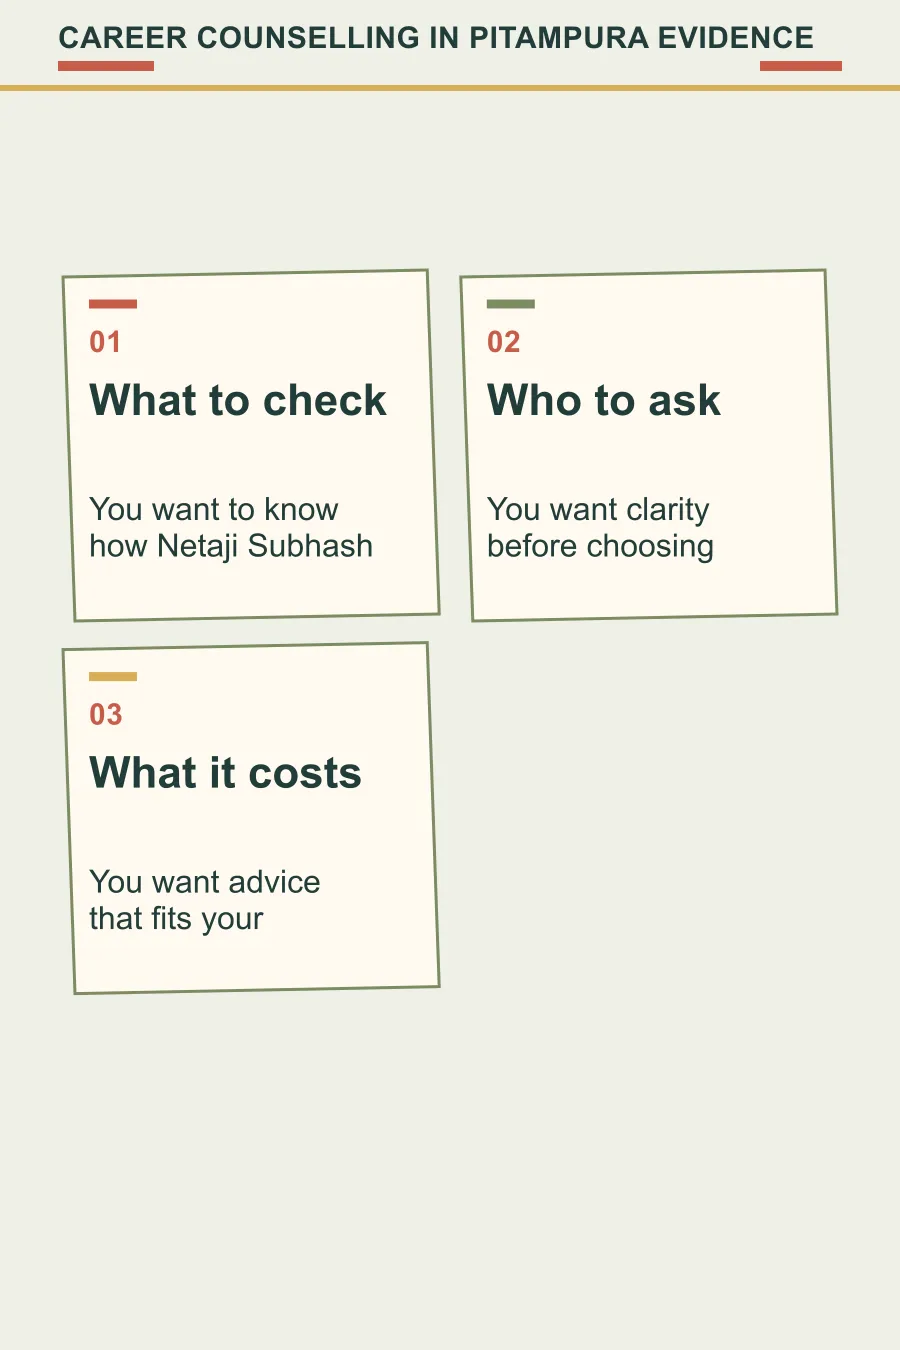 CAREER COUNSELLING IN PITAMPURA EVIDENCE
01
What to check
You want to know
how Netaji Subhash
02
Who to ask
You want clarity
before choosing
03
What it costs
You want advice
that fits your